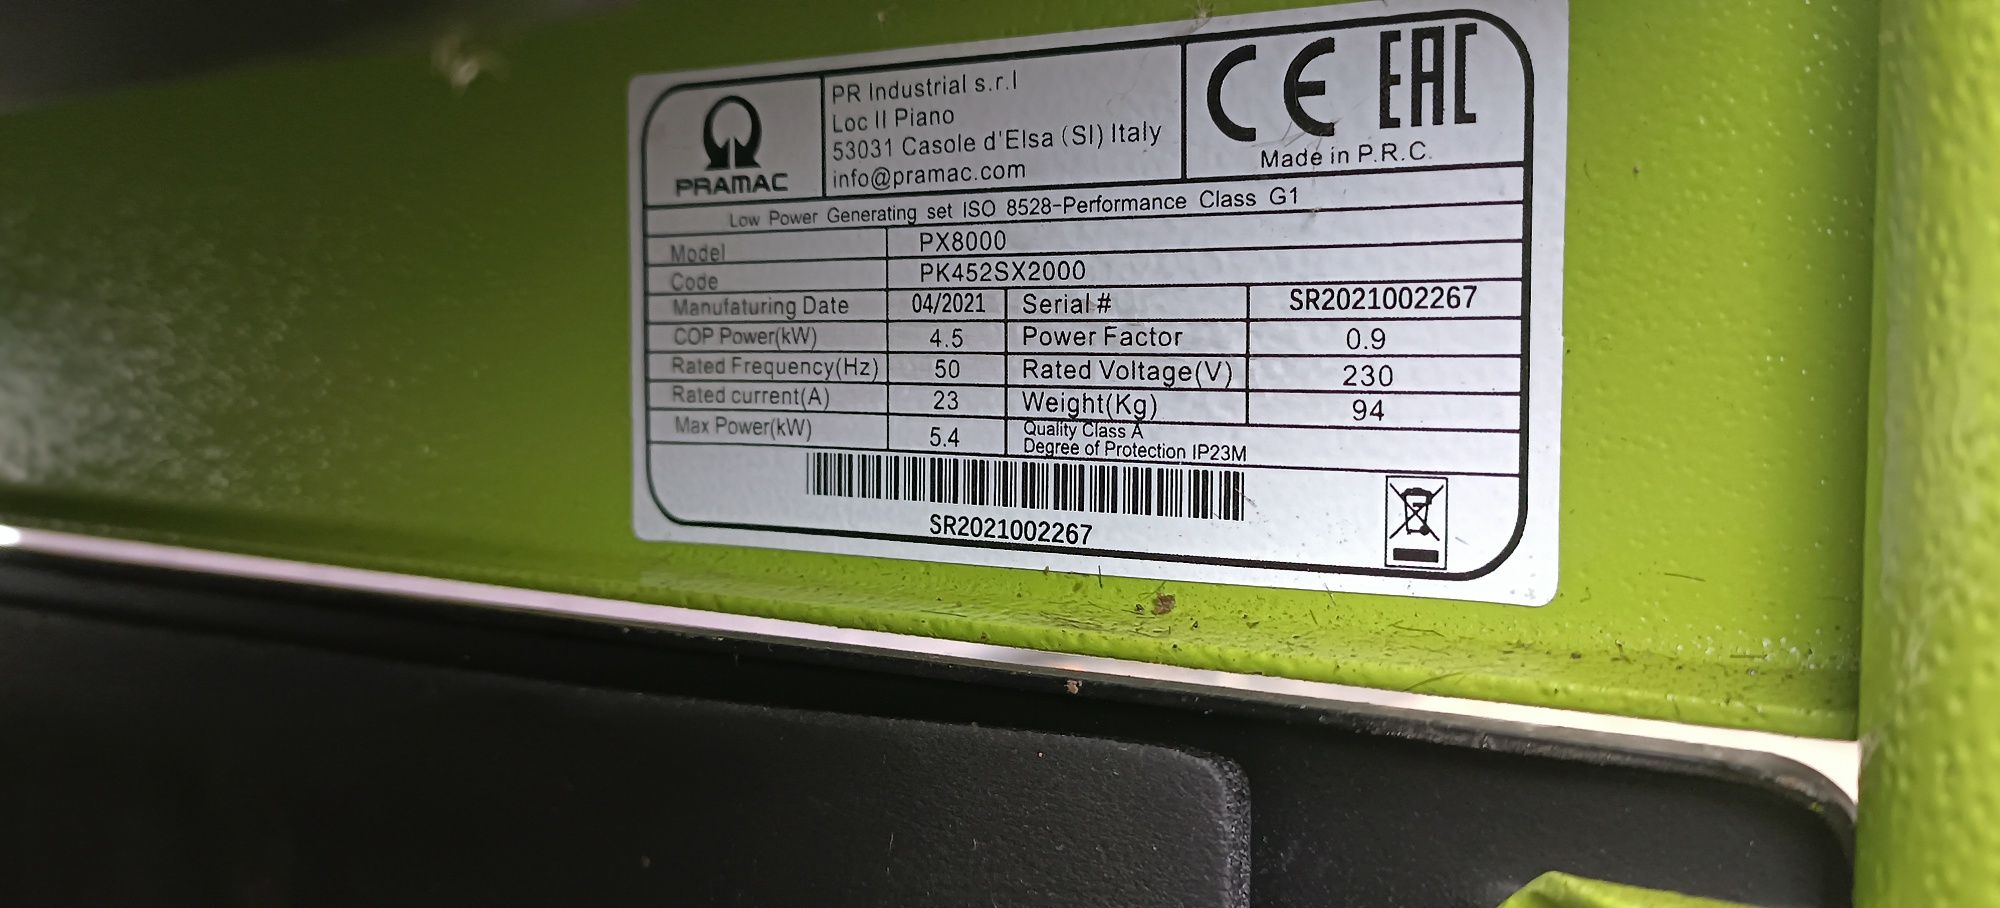 PRAMAC
PR Industrial s.r.l
Loc Il Piano
53031 Casole d'Elsa (SI) Italy
info@pramac.com
CE EAC
Made in P.R.C.
Low Power Generating set ISO 8528-Performance Class G1
Model PX8000
Code PK452SX2000
Manufaturing Date 04/2021 Serial # SR2021002267
COP Power(kW) 4.5 Power Factor 0.9
Rated Frequency(Hz) 50 Rated Voltage(V) 230
Rated current(A) 23 Weight(Kg) 94
Max Power(kW) 5.4 Quality Class A
Degree of Protection IP23M
SR2021002267